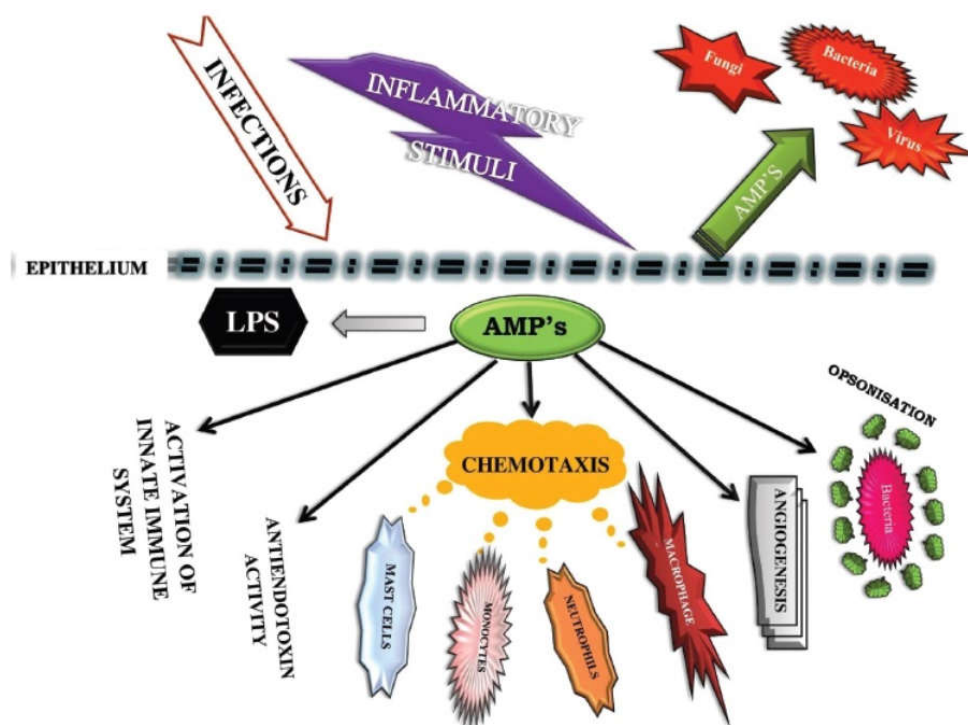 INFECTIONS
INFLAMMATORY
STIMULI
Fungi
Bacteria
Virus
AMP'S
EPITHELIUM
LPS
AMP's
OPSONISATION
ACTIVATION OF
INNATE IMMUNE
SYSTEM
ANTIENDOTOXIN
ACTIVITY
CHEMOTAXIS
MAST CELLS
MONOCYTES
NEUTROPHILS
MACROPHAGE
ANGIOGENESIS
Bacteria